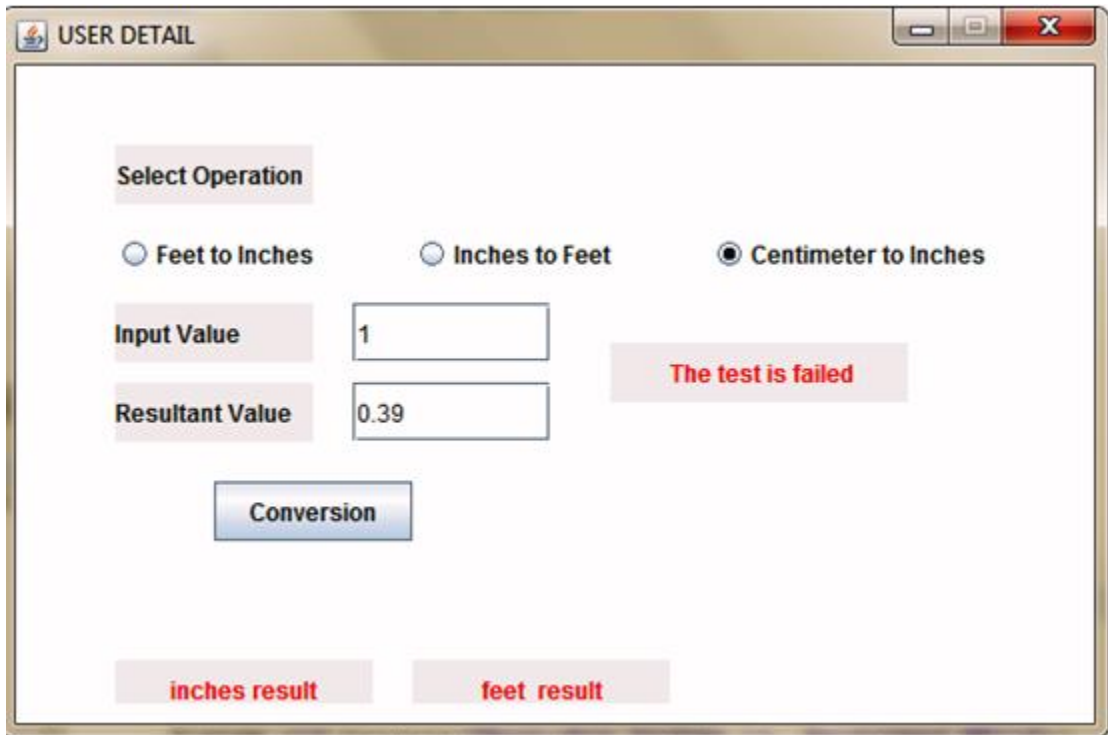 USER DETAIL
Select Operation
Feet to Inches
Inches to Feet
Centimeter to Inches
Input Value
1
The test is failed
Resultant Value
0.39
Conversion
inches result
feet result